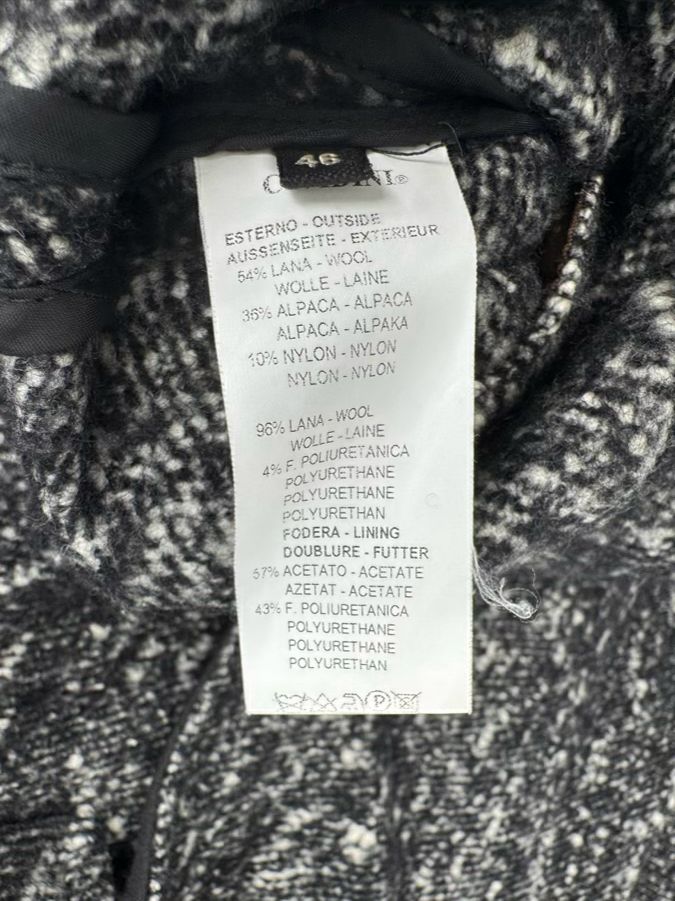 46
ESTERNO - OUTSIDE
AUSSENSEITE - EXTERIEUR
54% LANA - WOOL
WOLLE - LAINE
36% ALPACA - ALPACA
ALPACA - ALPAKA
10% NYLON - NYLON
NYLON - NYLON
96% LANA - WOOL
WOLLE - LAINE
4% F. POLIURETANICA
POLYURETHANE
POLYURETHANE
POLYURETHAN
FODERA - LINING
DOUBLURE - FUTTER
57% ACETATO - ACETATE
AZETAT - ACETATE
43% F. POLIURETANICA
POLYURETHANE
POLYURETHANE
POLYURETHAN
P